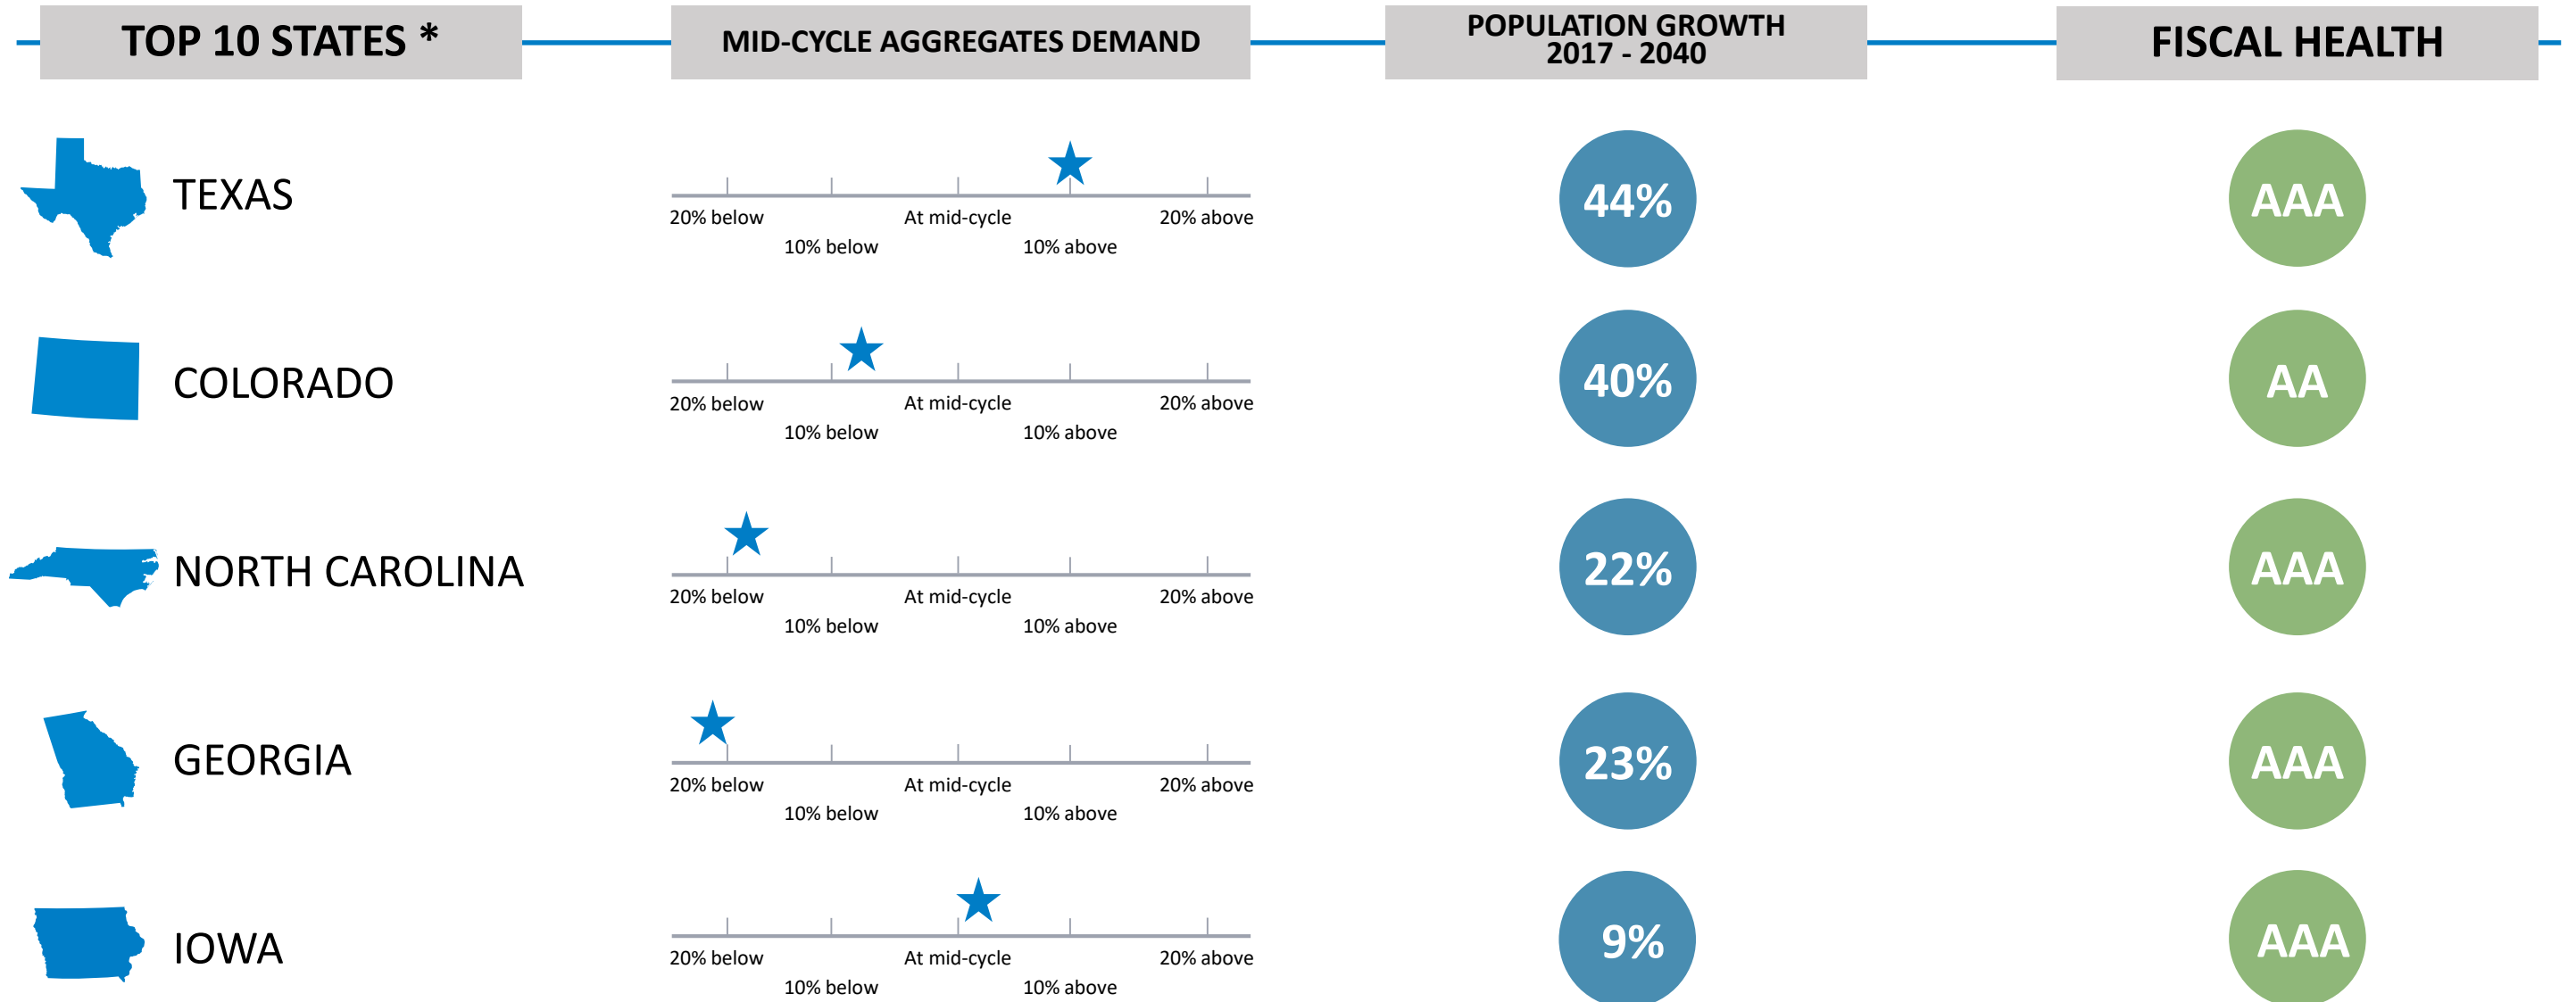 TOP 10 STATES *
MID-CYCLE AGGREGATES DEMAND
POPULATION GROWTH
2017 - 2040
FISCAL HEALTH
TEXAS
20% below
10% below
At mid-cycle
10% above
20% above
44%
AAA
COLORADO
20% below
10% below
At mid-cycle
10% above
20% above
40%
AA
NORTH CAROLINA
20% below
10% below
At mid-cycle
10% above
20% above
22%
AAA
GEORGIA
20% below
10% below
At mid-cycle
10% above
20% above
23%
AAA
IOWA
20% below
10% below
At mid-cycle
10% above
20% above
9%
AAA